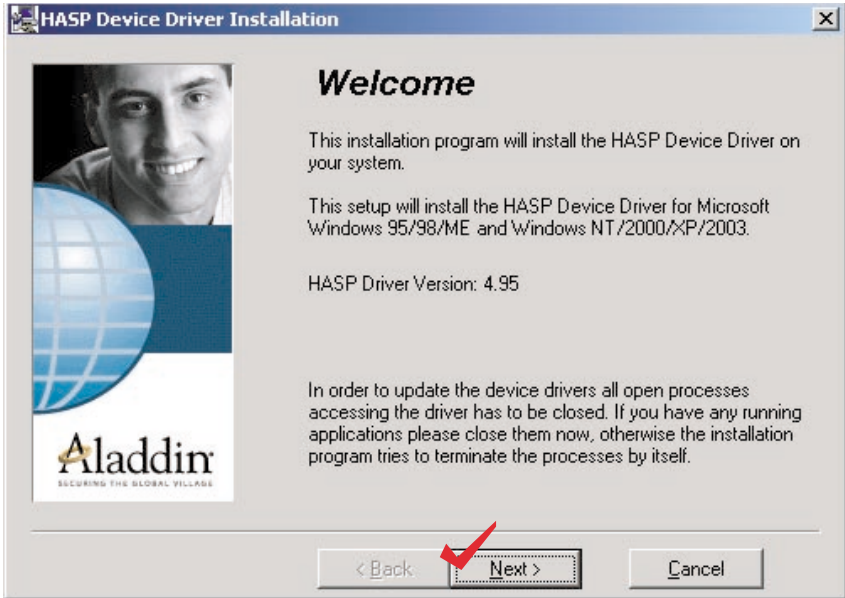 HASP Device Driver Installation
Welcome
This installation program will install the HASP Device Driver on
your system.
This setup will install the HASP Device Driver for Microsoft
Windows 95/98/ME and Windows NT/2000/XP/2003.
HASP Driver Version: 4.95
In order to update the device drivers all open processes
accessing the driver has to be closed. If you have any running
applications please close them now, otherwise the installation
program tries to terminate the processes by itself.
Aladdin
SECURING THE GLOBAL VILLAGE
< Back
Next >
Cancel